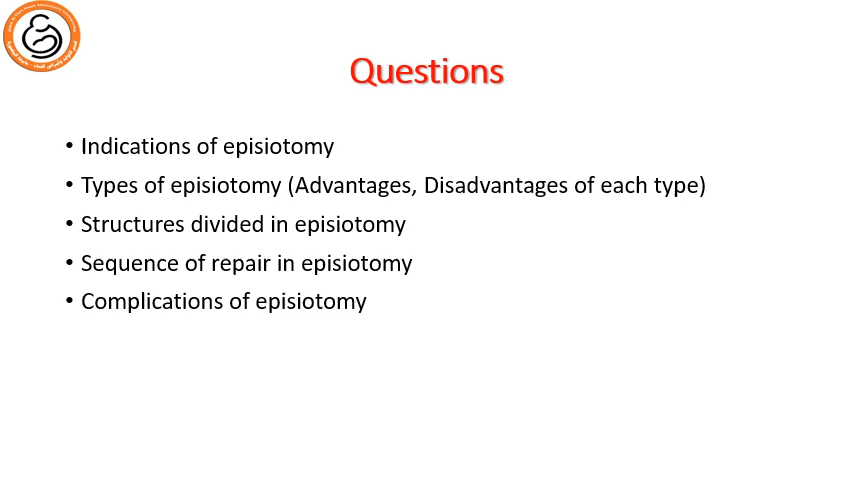 Questions
• Indications of episiotomy
• Types of episiotomy (Advantages, Disadvantages of each type)
• Structures divided in episiotomy
• Sequence of repair in episiotomy
• Complications of episiotomy